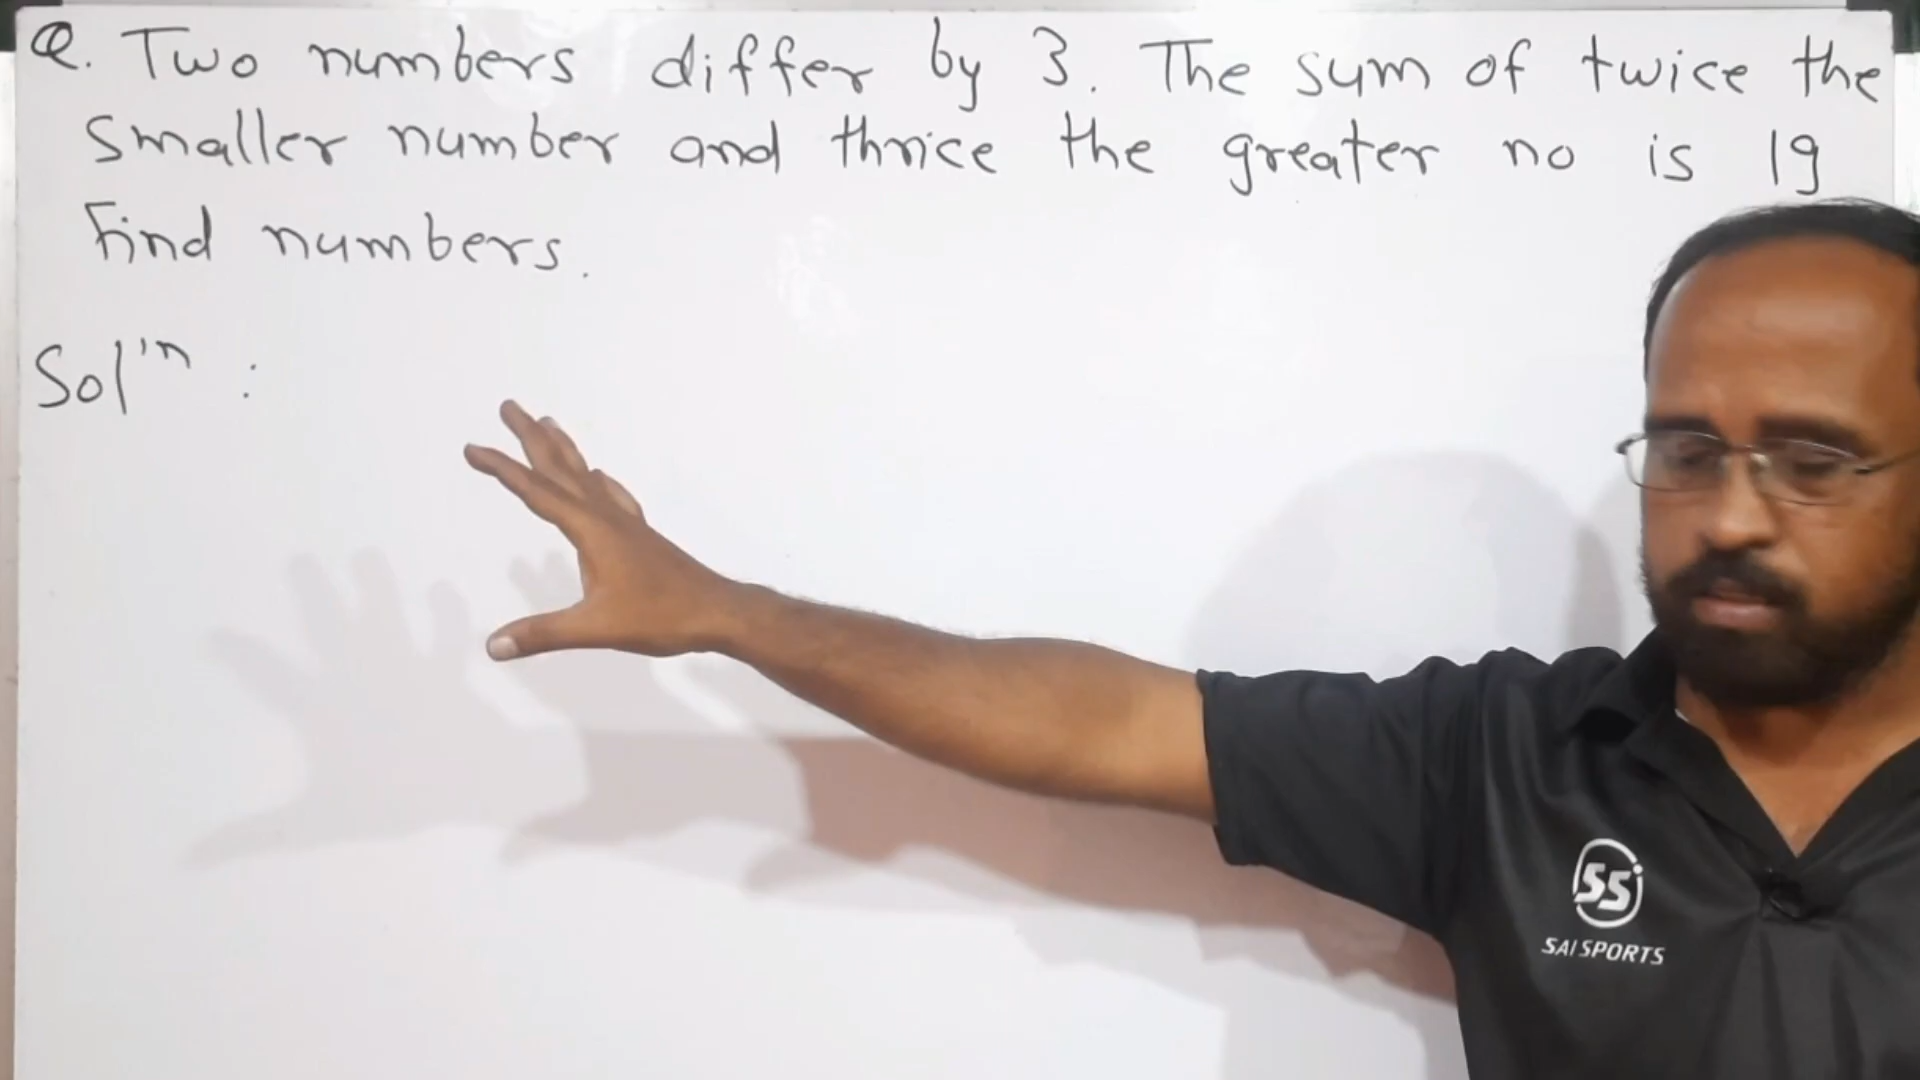 Q. Two numbers differ by 3. The sum of twice the
smaller number and thrice the greater no is 19
Find numbers.
Sol'n :
SS
SAI SPORTS